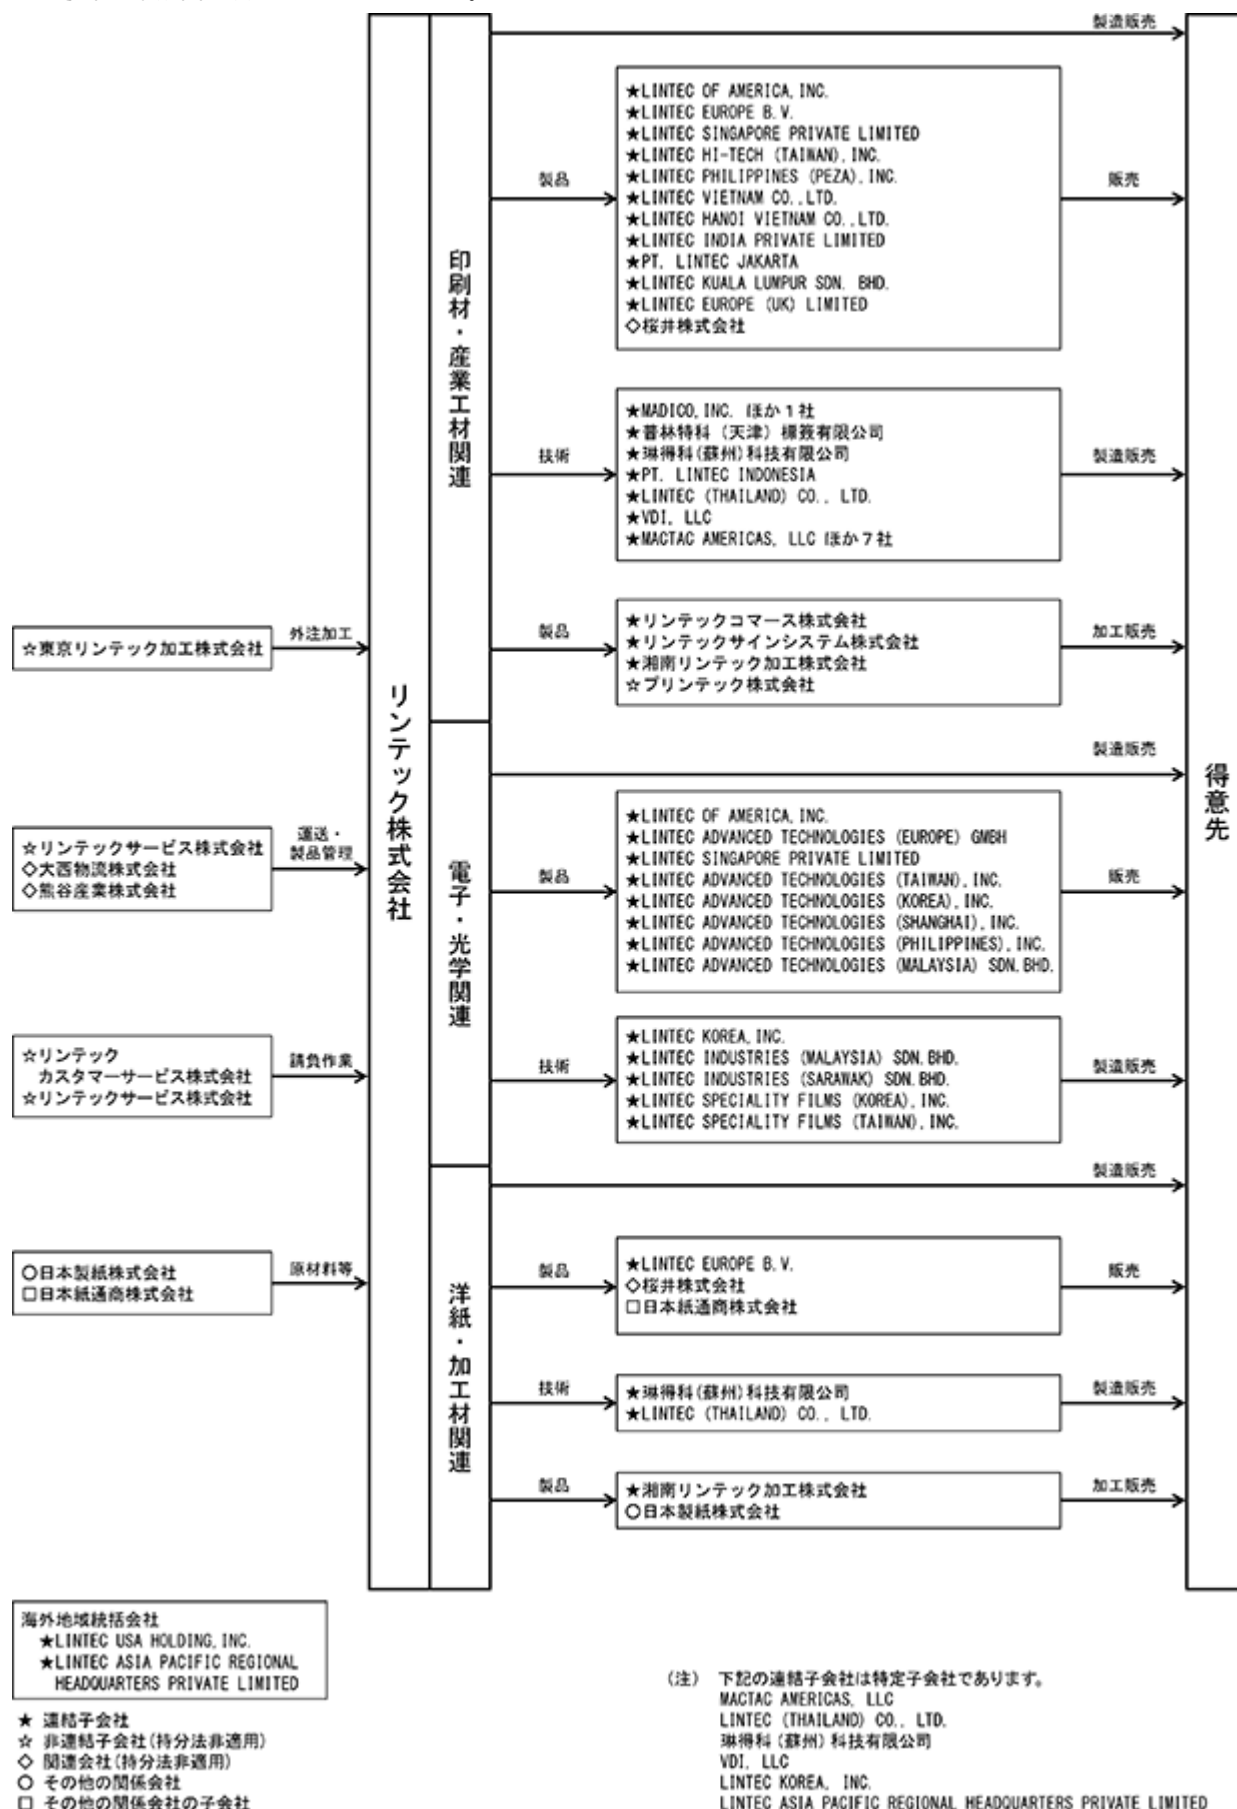 製造販売
★LINTEC OF AMERICA, INC.
★LINTEC EUROPE B.V.
★LINTEC SINGAPORE PRIVATE LIMITED
★LINTEC HI-TECH (TAIWAN), INC.
★LINTEC PHILIPPINES (PEZA), INC.
★LINTEC VIETNAM CO.,LTD.
★LINTEC HANOI VIETNAM CO.,LTD.
★LINTEC INDIA PRIVATE LIMITED
★PT. LINTEC JAKARTA
★LINTEC KUALA LUMPUR SDN. BHD.
★LINTEC EUROPE (UK) LIMITED
◇桜井株式会社
製品
販売
印刷材・産業工材関連
★MADICO, INC. ほか1社
★普林特科（天津）標簽有限公司
★琳得科(蘇州)科技有限公司
★PT. LINTEC INDONESIA
★LINTEC (THAILAND) CO., LTD.
★VDI, LLC
★MACTAC AMERICAS, LLC ほか7社
技術
製造販売
☆東京リンテック加工株式会社
外注加工
製品
★リンテックコマース株式会社
★リンテックサインシステム株式会社
★湘南リンテック加工株式会社
☆プリンテック株式会社
加工販売
リンテック株式会社
得意先
製造販売
☆リンテックサービス株式会社
◇大西物流株式会社
◇熊谷産業株式会社
運送・
製品管理
電子・光学関連
製品
★LINTEC OF AMERICA, INC.
★LINTEC ADVANCED TECHNOLOGIES (EUROPE) GMBH
★LINTEC SINGAPORE PRIVATE LIMITED
★LINTEC ADVANCED TECHNOLOGIES (TAIWAN), INC.
★LINTEC ADVANCED TECHNOLOGIES (KOREA), INC.
★LINTEC ADVANCED TECHNOLOGIES (SHANGHAI), INC.
★LINTEC ADVANCED TECHNOLOGIES (PHILIPPINES), INC.
★LINTEC ADVANCED TECHNOLOGIES (MALAYSIA) SDN.BHD.
販売
☆リンテック
カスタマーサービス株式会社
☆リンテックサービス株式会社
請負作業
技術
★LINTEC KOREA, INC.
★LINTEC INDUSTRIES (MALAYSIA) SDN.BHD.
★LINTEC INDUSTRIES (SARAWAK) SDN.BHD.
★LINTEC SPECIALITY FILMS (KOREA), INC.
★LINTEC SPECIALITY FILMS (TAIWAN), INC.
製造販売
製造販売
○日本製紙株式会社
□日本紙通商株式会社
原材料等
洋紙・加工材関連
製品
★LINTEC EUROPE B.V.
◇桜井株式会社
□日本紙通商株式会社
販売
技術
★琳得科(蘇州)科技有限公司
★LINTEC (THAILAND) CO., LTD.
製造販売
製品
★湘南リンテック加工株式会社
○日本製紙株式会社
加工販売
海外地域統括会社
★LINTEC USA HOLDING, INC.
★LINTEC ASIA PACIFIC REGIONAL
HEADQUARTERS PRIVATE LIMITED
★ 連結子会社
☆ 非連結子会社(持分法非適用)
◇ 関連会社(持分法非適用)
○ その他の関係会社
□ その他の関係会社の子会社
（注） 下記の連結子会社は特定子会社であります。
MACTAC AMERICAS, LLC
LINTEC (THAILAND) CO., LTD.
琳得科(蘇州)科技有限公司
VDI, LLC
LINTEC KOREA, INC.
LINTEC ASIA PACIFIC REGIONAL HEADQUARTERS PRIVATE LIMITED